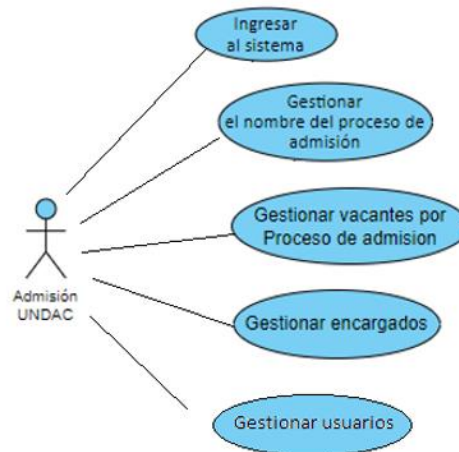 Ingresar
al sistema
Gestionar
el nombre del proceso de
admisión
Gestionar vacantes por
Proceso de admision
Admisión
UNDAC
Gestionar encargados
Gestionar usuarios